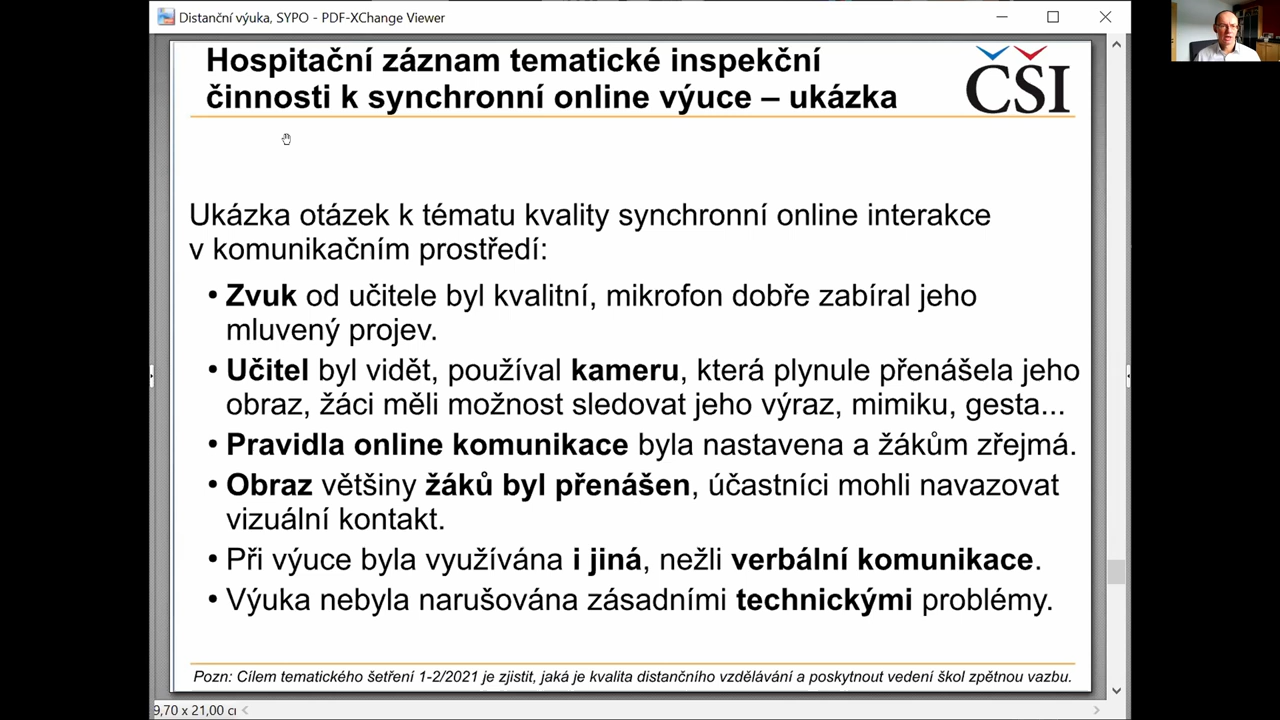 Distanční výuka, SYPO - PDF-XChange Viewer
Hospitační záznam tematické inspekční
činnosti k synchronní online výuce – ukázka
ČŠI
Ukázka otázek k tématu kvality synchronní online interakce
v komunikačním prostředí:
• Zvuk od učitele byl kvalitní, mikrofon dobře zabíral jeho
mluvený projev.
• Učitel byl vidět, používal kameru, která plynule přenášela jeho
obraz, žáci měli možnost sledovat jeho výraz, mimiku, gesta...
• Pravidla online komunikace byla nastavena a žákům zřejmá.
• Obraz většiny žáků byl přenášen, účastníci mohli navazovat
vizuální kontakt.
• Při výuce byla využívána i jiná, nežli verbální komunikace.
• Výuka nebyla narušována zásadními technickými problémy.
Pozn: Cílem tematického šetření 1-2/2021 je zjistit, jaká je kvalita distančního vzdělávání a poskytnout vedení škol zpětnou vazbu.
9,70 x 21,00 cı